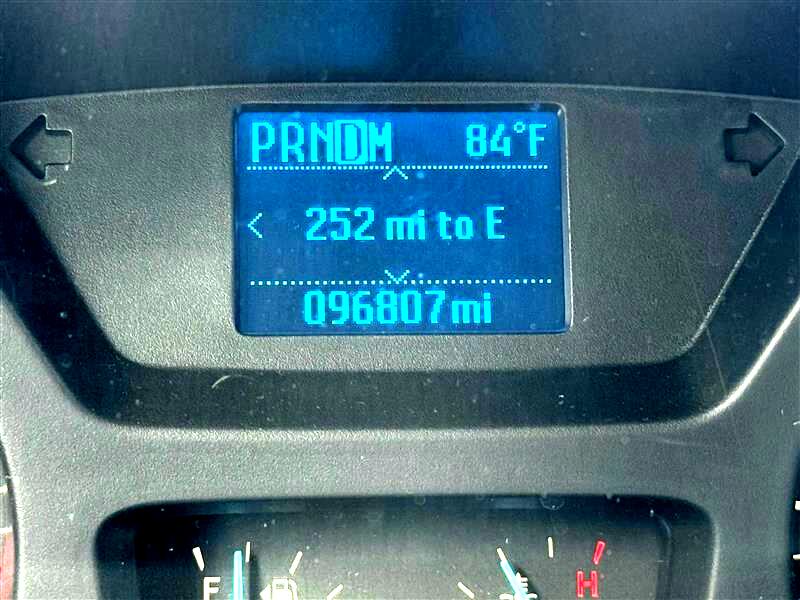 PRNDM 84°F
252 mi to E
096807mi
F H